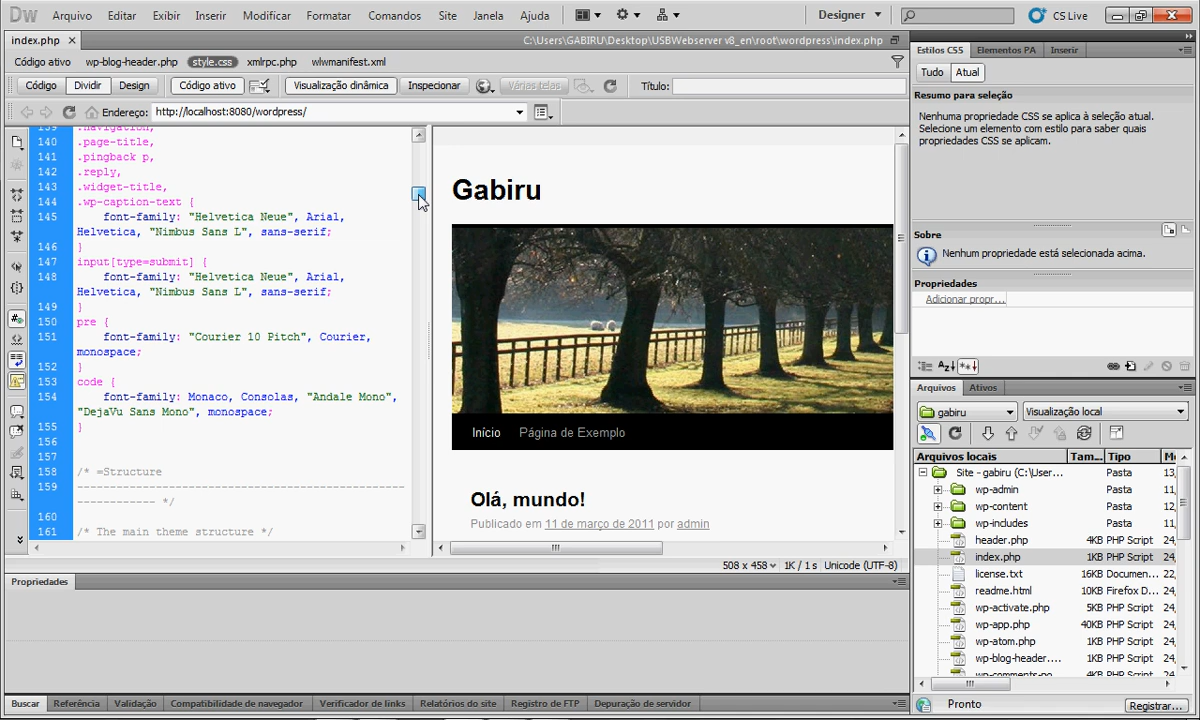 Dw Arquivo Editar Exibir Inserir Modificar Formatar Comandos Site Janela Ajuda Designer CS Live
index.php × C:\Users\GABIRU\Desktop\USBWebserver v8_en\root\wordpress\index.php
Código ativo wp-blog-header.php style.css xmlrpc.php wlwmanifest.xml
Código Dividir Design Código ativo Visualização dinâmica Inspecionar Várias telas Título:
Endereço: http://localhost:8080/wordpress/
139 .navigation,
140 .page-title,
141 .pingback p,
142 .reply,
143 .widget-title,
144 .wp-caption-text {
145 font-family: "Helvetica Neue", Arial,
Helvetica, "Nimbus Sans L", sans-serif;
146 }
147 input[type=submit] {
148 font-family: "Helvetica Neue", Arial,
Helvetica, "Nimbus Sans L", sans-serif;
149 }
150 pre {
151 font-family: "Courier 10 Pitch", Courier,
monospace;
152 }
153 code {
154 font-family: Monaco, Consolas, "Andale Mono",
"DejaVu Sans Mono", monospace;
155 }
156
157
158 /* =Structure
159 --------------------------------------------------
------------ */
160
161 /* The main theme structure */
Gabiru
Início Página de Exemplo
Olá, mundo!
Publicado em 11 de março de 2011 por admin
508 x 458 1K / 1 s Unicode (UTF-8)
Propriedades
Buscar Referência Validação Compatibilidade de navegador Verificador de links Relatórios do site Registro de FTP Depuração de servidor
Estilos CSS Elementos PA Inserir
Tudo Atual
Resumo para seleção
Nenhuma propriedade CSS se aplica à seleção atual.
Selecione um elemento com estilo para saber quais
propriedades CSS se aplicam.
Sobre
Nenhum propriedade está selecionada acima.
Propriedades
Adicionar propr...
Arquivos Ativos
gabiru Visualização local
Arquivos locais Tam... Tipo
Site - gabiru (C:\User... Pasta 13,
wp-admin Pasta 11,
wp-content Pasta 12,
wp-includes Pasta 11,
header.php 4KB PHP Script 24,
index.php 1KB PHP Script 24,
license.txt 16KB Documen... 24,
readme.html 10KB Firefox D... 24,
wp-activate.php 5KB PHP Script 24,
wp-app.php 40KB PHP Script 24,
wp-atom.php 1KB PHP Script 24,
wp-blog-header.... 1KB PHP Script 24,
Pronto Registrar...